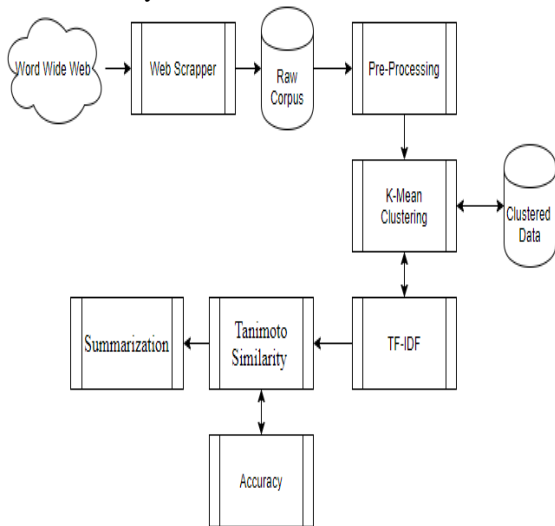 Word Wide Web
Web Scrapper
Raw
Corpus
Pre-Processing
K-Mean
Clustering
Clustered
Data
Summarization
Tanimoto
Similarity
TF-IDF
Accuracy